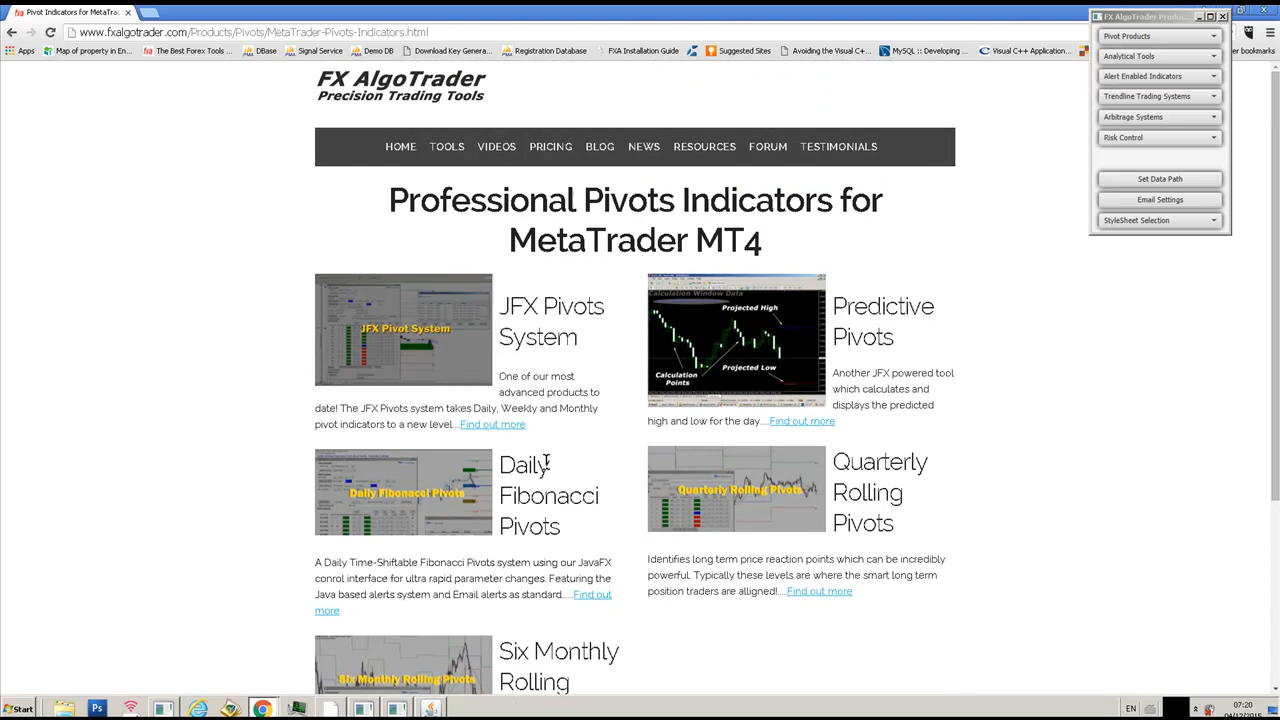 Pivot Indicators for MetaTrac
www.fxalgotrader.com/Products/Pivots/MetaTrader-Pivots-Indicators.html
Apps
Map of property in En...
The Best Forex Tools ...
DBase
Signal Service
Demo DB
Download Key Genera...
Registration Database
FXA Installation Guide
Suggested Sites
Avoiding the Visual C+...
MySQL :: Developing ...
Visual C++ Application...
bookmarks
FX AlgoTrader Produ...
Pivot Products
Analytical Tools
Alert Enabled Indicators
Trendline Trading Systems
Arbitrage Systems
Risk Control
Set Data Path
Email Settings
StyleSheet Selection
FX AlgoTrader
Precision Trading Tools
HOME TOOLS VIDEOS PRICING BLOG NEWS RESOURCES FORUM TESTIMONIALS
Professional Pivots Indicators for
MetaTrader MT4
JFX Pivot System
JFX Pivots
System
One of our most
advanced products to
date! The JFX Pivots system takes Daily, Weekly and Monthly
pivot indicators to a new level....Find out more
Calculation Window Data
Projected High
Calculation
Points
Projected Low
Predictive
Pivots
Another JFX powered tool
which calculates and
displays the predicted
high and low for the day.....Find out more
Daily Fibonacci Pivots
Daily
Fibonacci
Pivots
A Daily Time-Shiftable Fibonacci Pivots system using our JavaFX
conrol interface for ultra rapid parameter changes. Featuring the
Java based alerts system and Email alerts as standard.....Find out
more
Quarterly Rolling Pivots
Quarterly
Rolling
Pivots
Identifies long term price reaction points which can be incredibly
powerful. Typically these levels are where the smart long term
position traders are alligned!....Find out more
Six Monthly Rolling Pivots
Six Monthly
Rolling
Start
EN
07:20